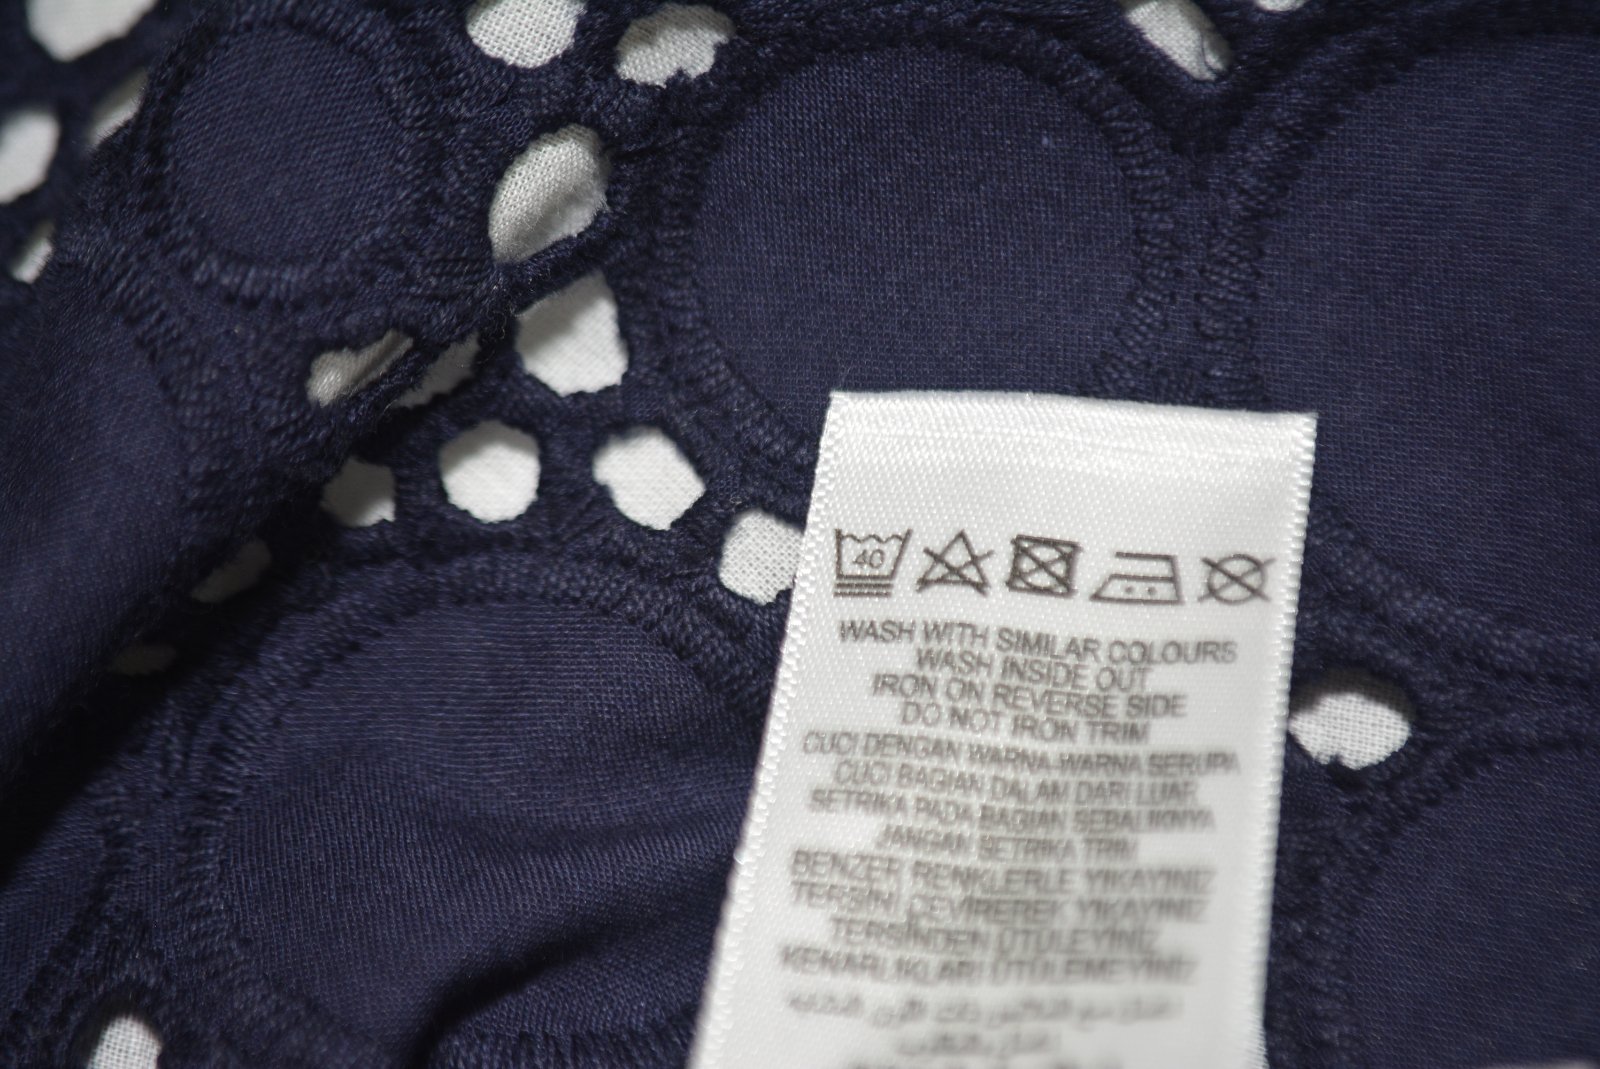 40
WASH WITH SIMILAR COLOURS
WASH INSIDE OUT
IRON ON REVERSE SIDE
DO NOT IRON TRIM
CUCI DENGAN WARNA-WARNA SERUPA
CUCI BAGIAN DALAM DARI LUAR
SETRIKA PADA BAGIAN SEBALIKNYA
JANGAN SETRIKA TRIM
BENZER RENKLERLE YIKAYINIZ
TERSİNİ ÇEVİREREK YIKAYINIZ
TERSİNDEN ÜTÜLEYİNİZ
KENARLIKLARI ÜTÜLEMEYİNİZ